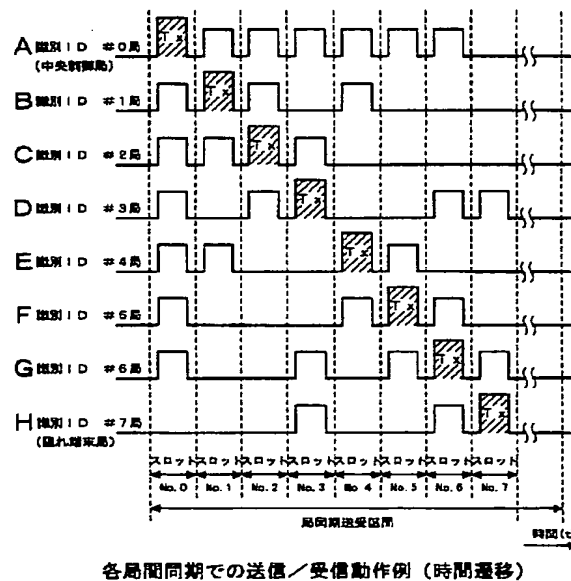 A 識別ID #0局 Tx
(中央制御局)
B 識別ID #1局 Tx
C 識別ID #2局 Tx
D 識別ID #3局 Tx
E 識別ID #4局 Tx
F 識別ID #5局 Tx
G 識別ID #6局 Tx
H 識別ID #7局 Tx
(隠れ端末局)
スロット スロット スロット スロット スロット スロット スロット スロット
No.0 No.1 No.2 No.3 No4 No.5 No.6 No.7
局同期送受区間
時間(t
各局間同期での送信/受信動作例(時間遷移)